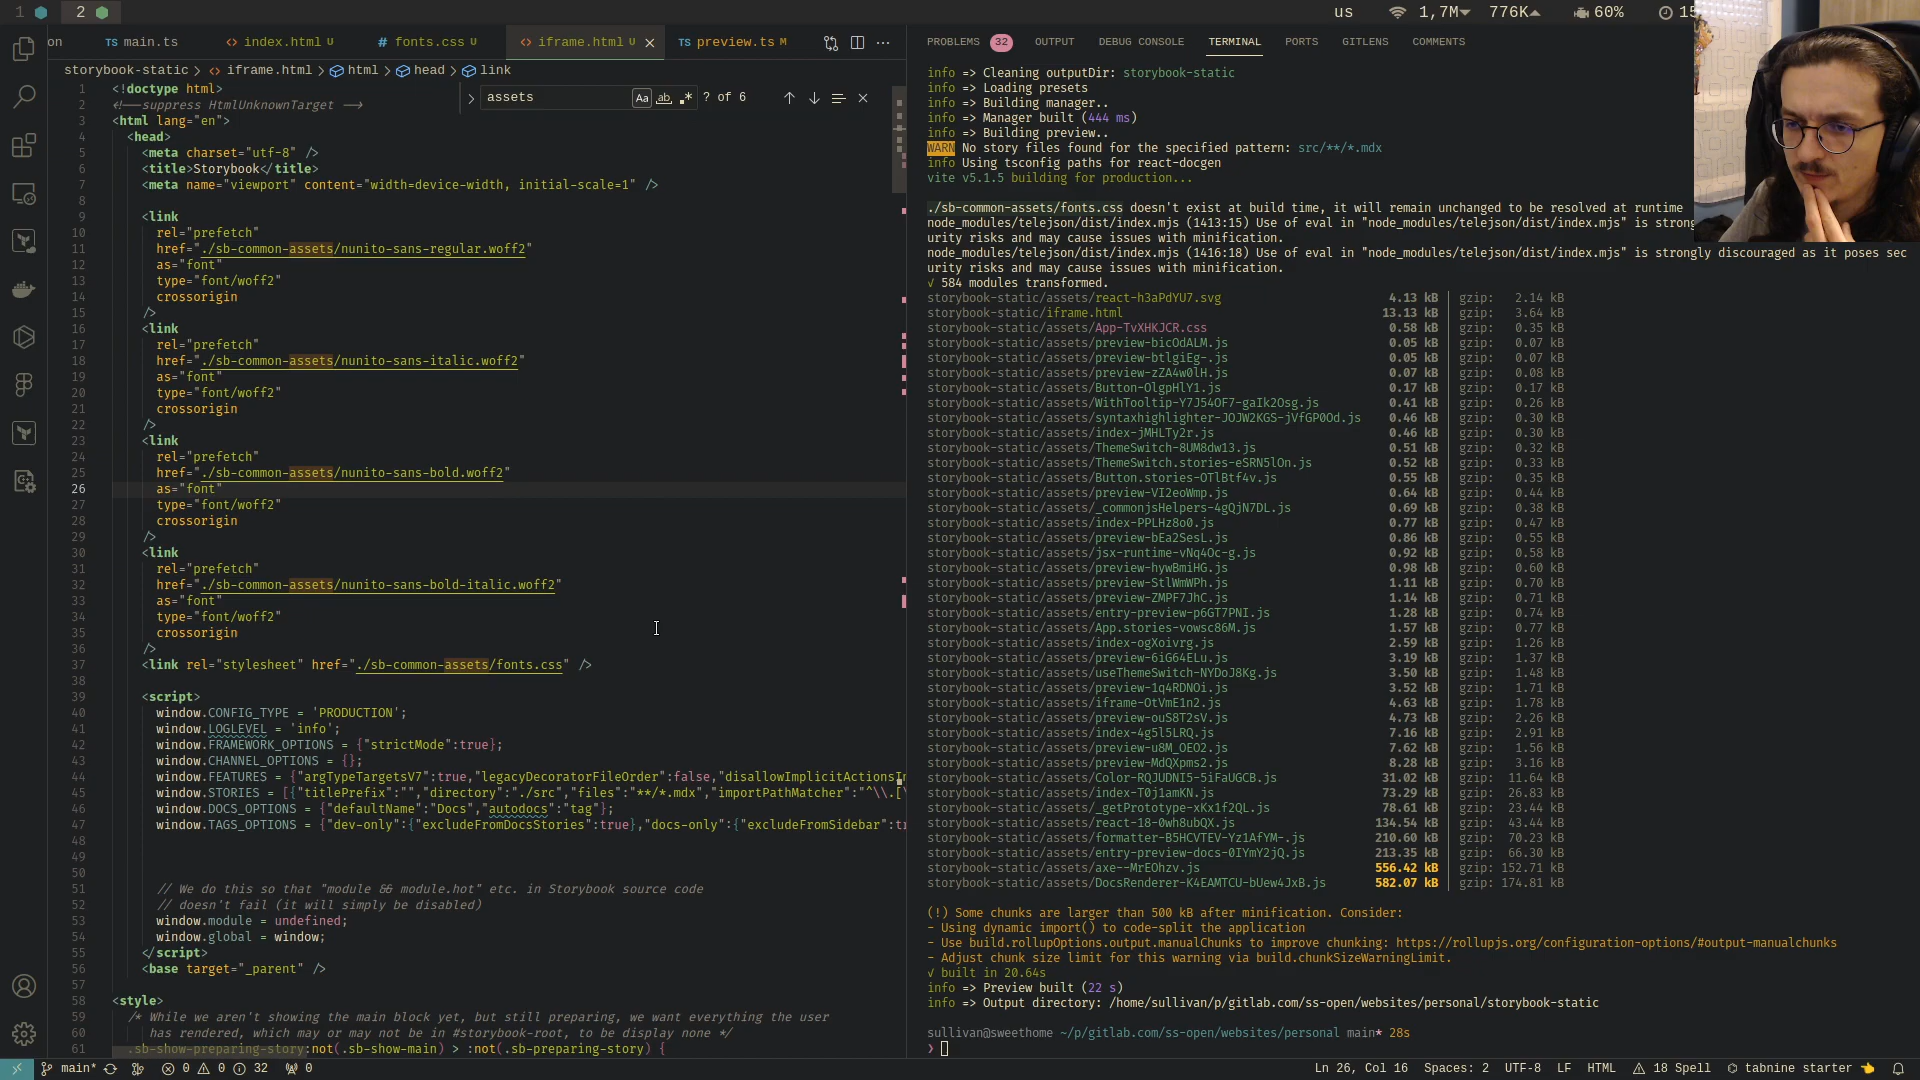 1 2 us 1,7M 776K 60% 15
on main.ts index.html U fonts.css U iframe.html U preview.ts M
PROBLEMS 32 OUTPUT DEBUG CONSOLE TERMINAL PORTS GITLENS COMMENTS
storybook-static > iframe.html > html > head > link
assets Aa ab ? of 6
1 <!doctype html>
2 <!--suppress HtmlUnknownTarget -->
3 <html lang="en">
4 <head>
5 <meta charset="utf-8" />
6 <title>Storybook</title>
7 <meta name="viewport" content="width=device-width, initial-scale=1" />
8
9 <link
10 rel="prefetch"
11 href="./sb-common-assets/nunito-sans-regular.woff2"
12 as="font"
13 type="font/woff2"
14 crossorigin
15 />
16 <link
17 rel="prefetch"
18 href="./sb-common-assets/nunito-sans-italic.woff2"
19 as="font"
20 type="font/woff2"
21 crossorigin
22 />
23 <link
24 rel="prefetch"
25 href="./sb-common-assets/nunito-sans-bold.woff2"
26 as="font"
27 type="font/woff2"
28 crossorigin
29 />
30 <link
31 rel="prefetch"
32 href="./sb-common-assets/nunito-sans-bold-italic.woff2"
33 as="font"
34 type="font/woff2"
35 crossorigin
36 />
37 <link rel="stylesheet" href="./sb-common-assets/fonts.css" />
38
39 <script>
40 window.CONFIG_TYPE = 'PRODUCTION';
41 window.LOGLEVEL = 'info';
42 window.FRAMEWORK_OPTIONS = {"strictMode":true};
43 window.CHANNEL_OPTIONS = {};
44 window.FEATURES = {"argTypeTargetsV7":true,"legacyDecoratorFileOrder":false,"disallowImplicitActionsIn
45 window.STORIES = [{"titlePrefix":"","directory":"./src","files":"**/*.mdx","importPathMatcher":"^\\.[\
46 window.DOCS_OPTIONS = {"defaultName":"Docs","autodocs":"tag"};
47 window.TAGS_OPTIONS = {"dev-only":{"excludeFromDocsStories":true},"docs-only":{"excludeFromSidebar":tr
48
49
50
51 // We do this so that "module && module.hot" etc. in Storybook source code
52 // doesn't fail (it will simply be disabled)
53 window.module = undefined;
54 window.global = window;
55 </script>
56 <base target="_parent" />
57
58 <style>
59 /* While we aren't showing the main block yet, but still preparing, we want everything the user
60 has rendered, which may or may not be in #storybook-root, to be display none */
61 .sb-show-preparing-story:not(.sb-show-main) > :not(.sb-preparing-story) {
info => Cleaning outputDir: storybook-static
info => Loading presets
info => Building manager..
info => Manager built (444 ms)
info => Building preview..
WARN No story files found for the specified pattern: src/**/*.mdx
info Using tsconfig paths for react-docgen
vite v5.1.5 building for production...
./sb-common-assets/fonts.css doesn't exist at build time, it will remain unchanged to be resolved at runtime
node_modules/telejson/dist/index.mjs (1413:15) Use of eval in "node_modules/telejson/dist/index.mjs" is strong
urity risks and may cause issues with minification.
node_modules/telejson/dist/index.mjs (1416:18) Use of eval in "node_modules/telejson/dist/index.mjs" is strongly discouraged as it poses sec
urity risks and may cause issues with minification.
✓ 584 modules transformed.
storybook-static/assets/react-h3aPdYU7.svg 4.13 kB │ gzip: 2.14 kB
storybook-static/iframe.html 13.13 kB │ gzip: 3.64 kB
storybook-static/assets/App-TvXHKJCR.css 0.58 kB │ gzip: 0.35 kB
storybook-static/assets/preview-bicOdALM.js 0.05 kB │ gzip: 0.07 kB
storybook-static/assets/preview-btlgiEg-.js 0.05 kB │ gzip: 0.07 kB
storybook-static/assets/preview-zZA4w0lH.js 0.07 kB │ gzip: 0.08 kB
storybook-static/assets/Button-OlgpHlY1.js 0.17 kB │ gzip: 0.17 kB
storybook-static/assets/WithTooltip-Y7J54OF7-gaIk2Osg.js 0.41 kB │ gzip: 0.26 kB
storybook-static/assets/syntaxhighlighter-JOJW2KGS-jVfGP0Od.js 0.46 kB │ gzip: 0.30 kB
storybook-static/assets/index-jMHLTy2r.js 0.46 kB │ gzip: 0.30 kB
storybook-static/assets/ThemeSwitch-8UM8dw13.js 0.51 kB │ gzip: 0.32 kB
storybook-static/assets/ThemeSwitch.stories-eSRN5lOn.js 0.52 kB │ gzip: 0.33 kB
storybook-static/assets/Button.stories-OTlBtf4v.js 0.55 kB │ gzip: 0.35 kB
storybook-static/assets/preview-VI2eoWmp.js 0.64 kB │ gzip: 0.44 kB
storybook-static/assets/_commonjsHelpers-4gQjN7DL.js 0.69 kB │ gzip: 0.38 kB
storybook-static/assets/index-PPLHz8o0.js 0.77 kB │ gzip: 0.47 kB
storybook-static/assets/preview-bEa2SesL.js 0.86 kB │ gzip: 0.55 kB
storybook-static/assets/jsx-runtime-vNq4Oc-g.js 0.92 kB │ gzip: 0.58 kB
storybook-static/assets/preview-hywBmiHG.js 0.98 kB │ gzip: 0.60 kB
storybook-static/assets/preview-StlWmWPh.js 1.11 kB │ gzip: 0.70 kB
storybook-static/assets/preview-ZMPF7JhC.js 1.14 kB │ gzip: 0.71 kB
storybook-static/assets/entry-preview-p6GT7PNI.js 1.28 kB │ gzip: 0.74 kB
storybook-static/assets/App.stories-vowsc86M.js 1.57 kB │ gzip: 0.77 kB
storybook-static/assets/index-ogXoivrg.js 2.59 kB │ gzip: 1.26 kB
storybook-static/assets/preview-6iG64ELu.js 3.19 kB │ gzip: 1.37 kB
storybook-static/assets/useThemeSwitch-NYDoJ8Kg.js 3.50 kB │ gzip: 1.48 kB
storybook-static/assets/preview-1q4RDNOi.js 3.52 kB │ gzip: 1.71 kB
storybook-static/assets/iframe-OtVmE1n2.js 4.63 kB │ gzip: 1.78 kB
storybook-static/assets/preview-ouS8T2sV.js 4.73 kB │ gzip: 2.26 kB
storybook-static/assets/index-4g5l5LRQ.js 7.16 kB │ gzip: 2.91 kB
storybook-static/assets/preview-u8M_OEO2.js 7.62 kB │ gzip: 1.56 kB
storybook-static/assets/preview-MdQXpms2.js 8.28 kB │ gzip: 3.16 kB
storybook-static/assets/Color-RQJUDNI5-5iFaUGCB.js 31.02 kB │ gzip: 11.64 kB
storybook-static/assets/index-T0j1amKN.js 73.29 kB │ gzip: 26.83 kB
storybook-static/assets/_getPrototype-xKx1f2QL.js 78.61 kB │ gzip: 23.44 kB
storybook-static/assets/react-18-0wh8ubQX.js 134.54 kB │ gzip: 43.44 kB
storybook-static/assets/formatter-B5HCVTEV-Yz1AfYM-.js 210.60 kB │ gzip: 70.23 kB
storybook-static/assets/entry-preview-docs-0IYmY2jQ.js 213.35 kB │ gzip: 66.30 kB
storybook-static/assets/axe--MrEOhzv.js 556.42 kB │ gzip: 152.71 kB
storybook-static/assets/DocsRenderer-K4EAMTCU-bUew4JxB.js 582.07 kB │ gzip: 174.81 kB
(!) Some chunks are larger than 500 kB after minification. Consider:
- Using dynamic import() to code-split the application
- Use build.rollupOptions.output.manualChunks to improve chunking: https://rollupjs.org/configuration-options/#output-manualchunks
- Adjust chunk size limit for this warning via build.chunkSizeWarningLimit.
✓ built in 20.64s
info => Preview built (22 s)
info => Output directory: /home/sullivan/p/gitlab.com/ss-open/websites/personal/storybook-static
sullivan@sweethome ~/p/gitlab.com/ss-open/websites/personal main* 28s
❯
main* 0 0 32 0 Ln 26, Col 16 Spaces: 2 UTF-8 LF HTML 18 Spell tabnine starter